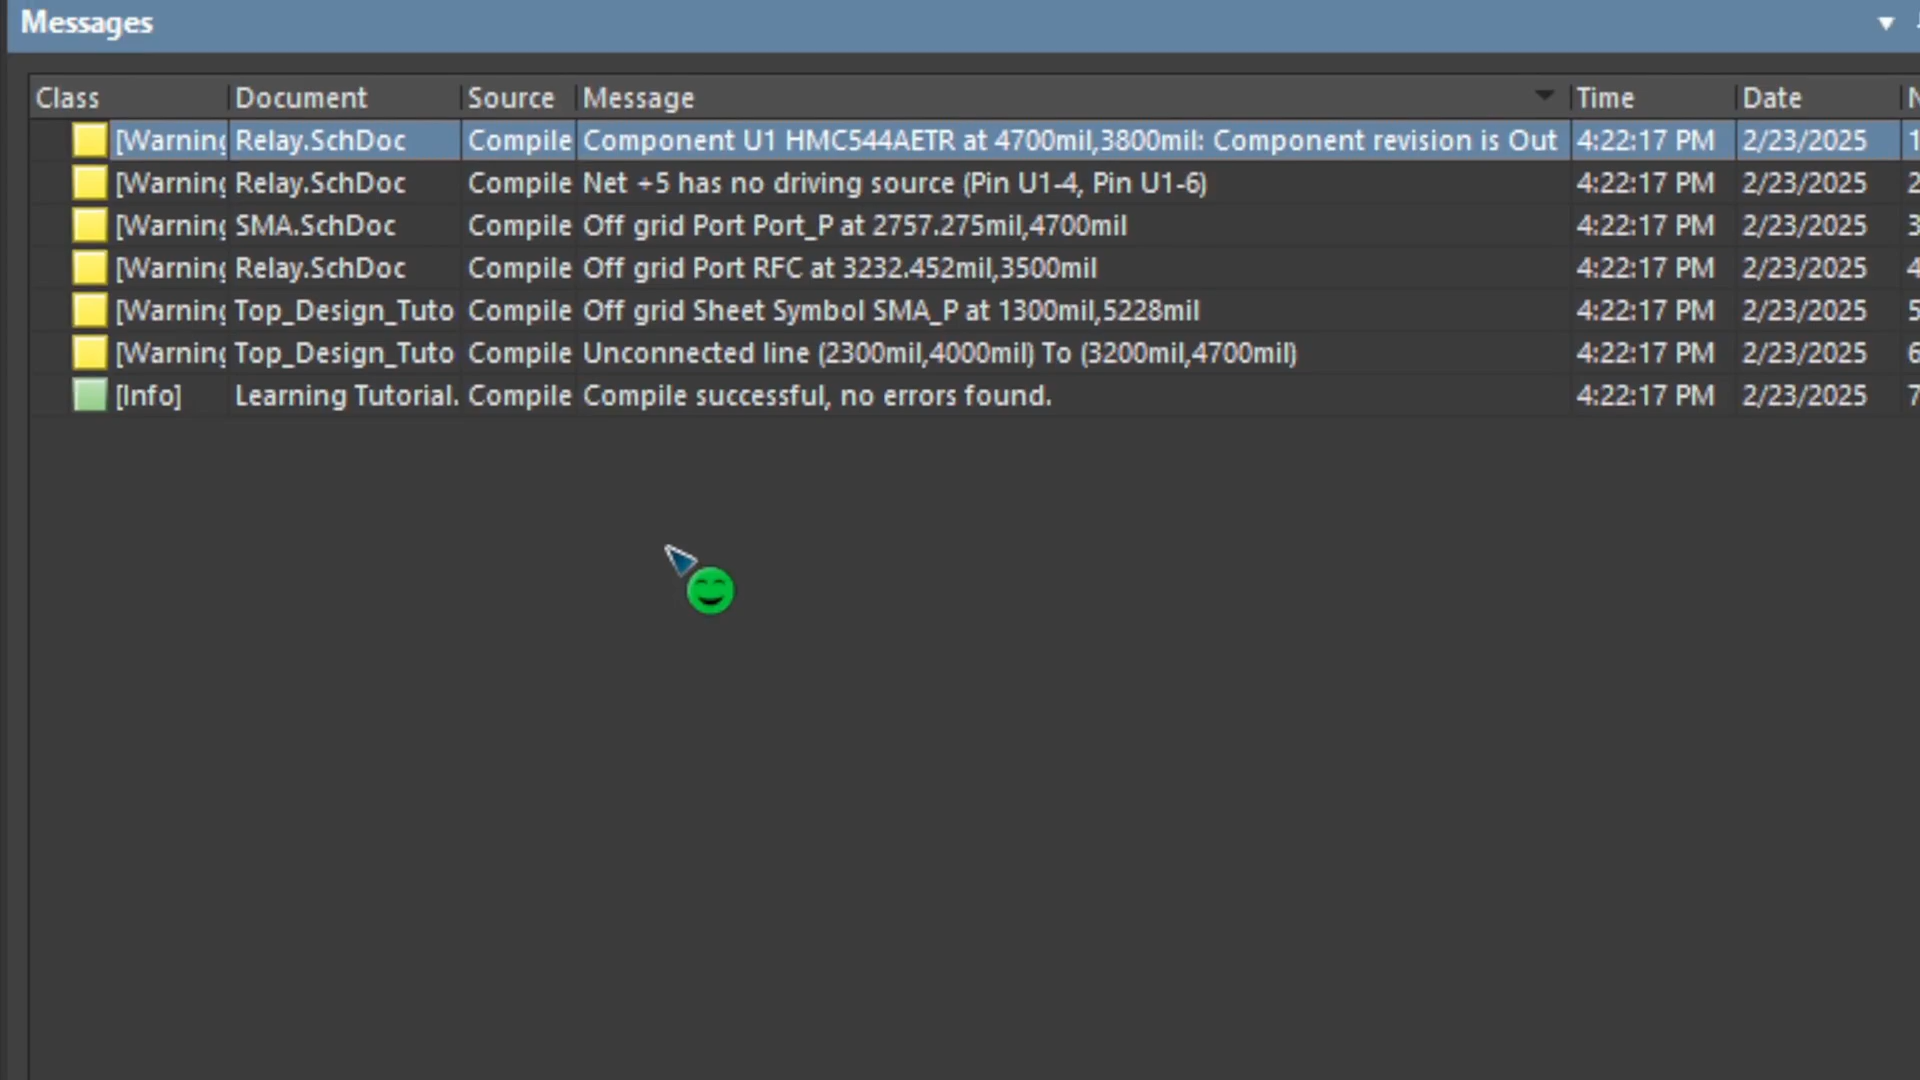 Messages
Class Document Source Message Time Date
[Warning Relay.SchDoc Compile Component U1 HMC544AETR at 4700mil,3800mil: Component revision is Out 4:22:17 PM 2/23/2025 1
[Warning Relay.SchDoc Compile Net +5 has no driving source (Pin U1-4, Pin U1-6) 4:22:17 PM 2/23/2025 2
[Warning SMA.SchDoc Compile Off grid Port Port_P at 2757.275mil,4700mil 4:22:17 PM 2/23/2025 3
[Warning Relay.SchDoc Compile Off grid Port RFC at 3232.452mil,3500mil 4:22:17 PM 2/23/2025 4
[Warning Top_Design_Tuto Compile Off grid Sheet Symbol SMA_P at 1300mil,5228mil 4:22:17 PM 2/23/2025 5
[Warning Top_Design_Tuto Compile Unconnected line (2300mil,4000mil) To (3200mil,4700mil) 4:22:17 PM 2/23/2025 6
[Info] Learning Tutorial. Compile Compile successful, no errors found. 4:22:17 PM 2/23/2025 7